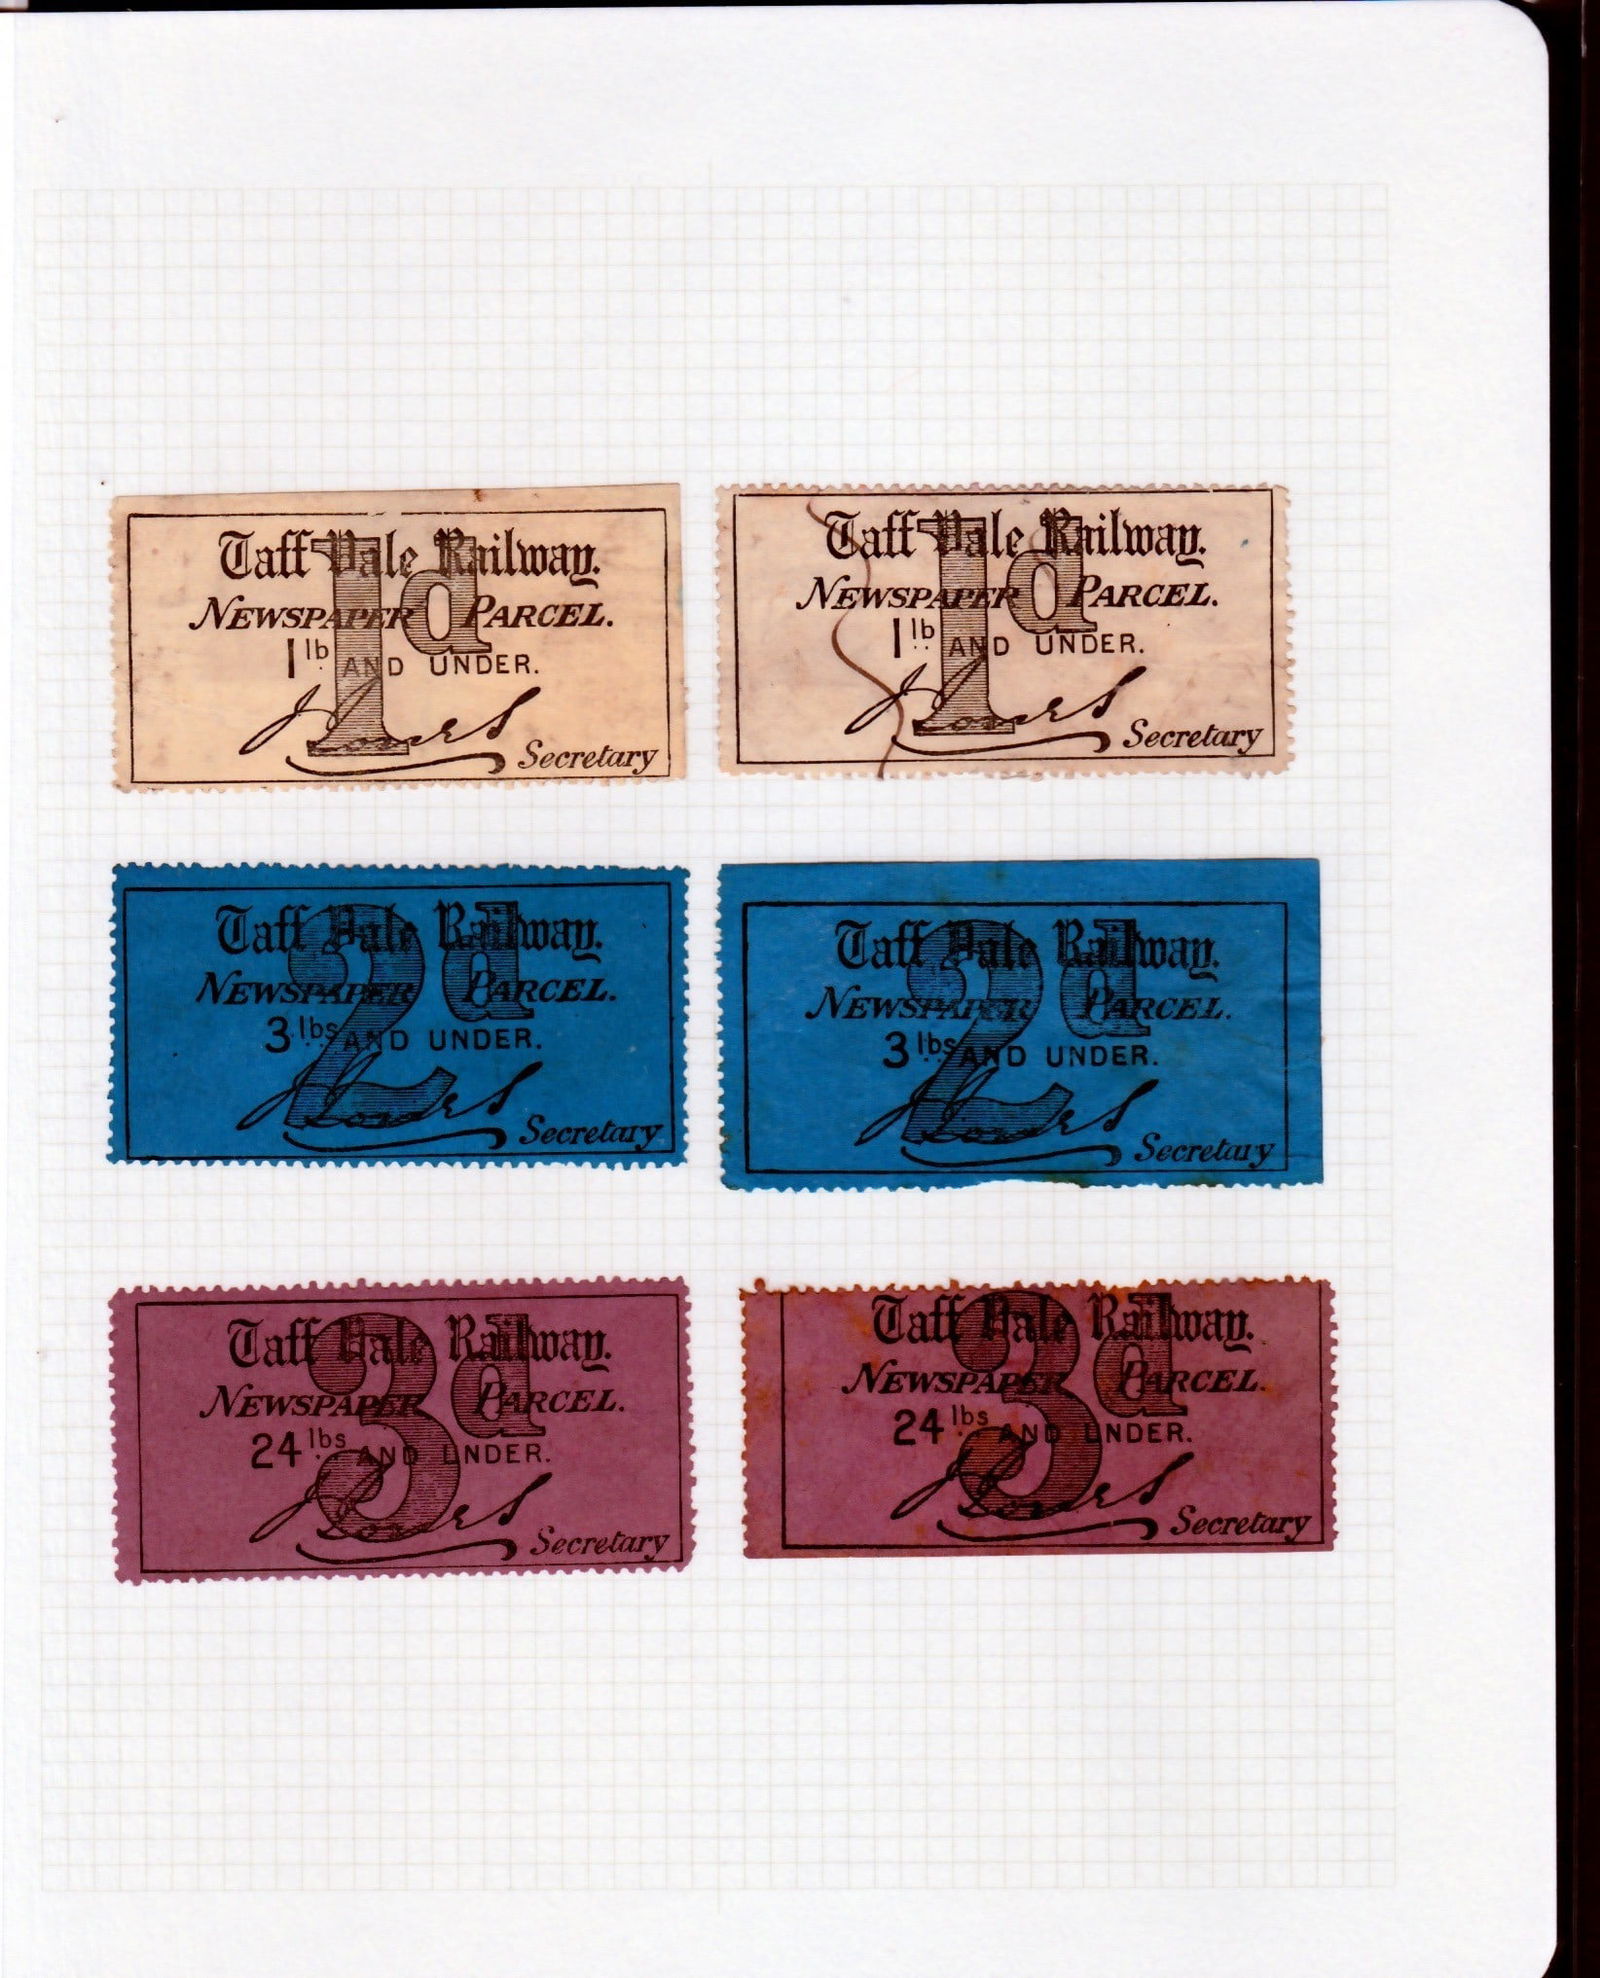 Taff Vale Railway.
1d
NEWSPAPER PARCEL.
1lb AND UNDER.
Secretary
Taff Vale Railway.
1d
NEWSPAPER PARCEL.
1lb AND UNDER.
Secretary
Taff Vale Railway.
2d
NEWSPAPER PARCEL.
3lbs AND UNDER.
Secretary
Taff Vale Railway.
2d
NEWSPAPER PARCEL.
3lbs AND UNDER.
Secretary
Taff Vale Railway.
3d
NEWSPAPER PARCEL.
24lbs AND UNDER.
Secretary
Taff Vale Railway.
3d
NEWSPAPER PARCEL.
24lbs AND UNDER.
Secretary